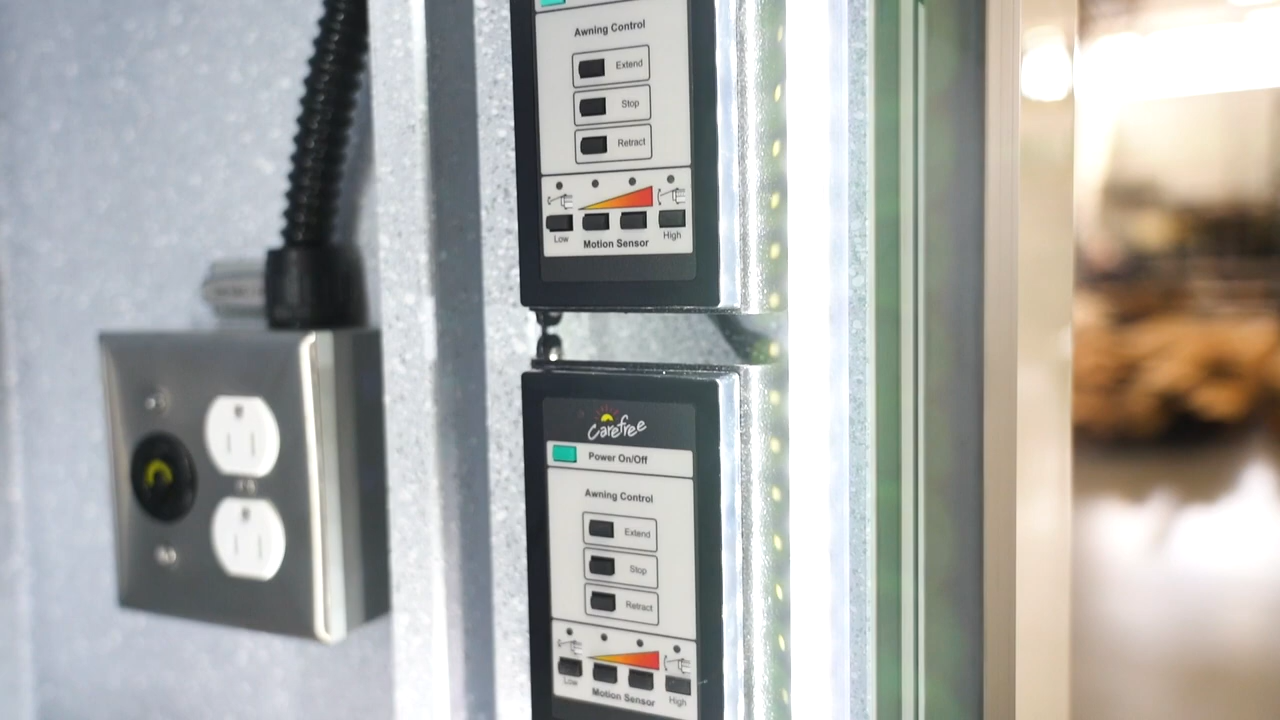 Awning Control
Extend
Stop
Retract
Low
High
Motion Sensor
Carefree
Power On/Off
Awning Control
Extend
Stop
Retract
Low
High
Motion Sensor